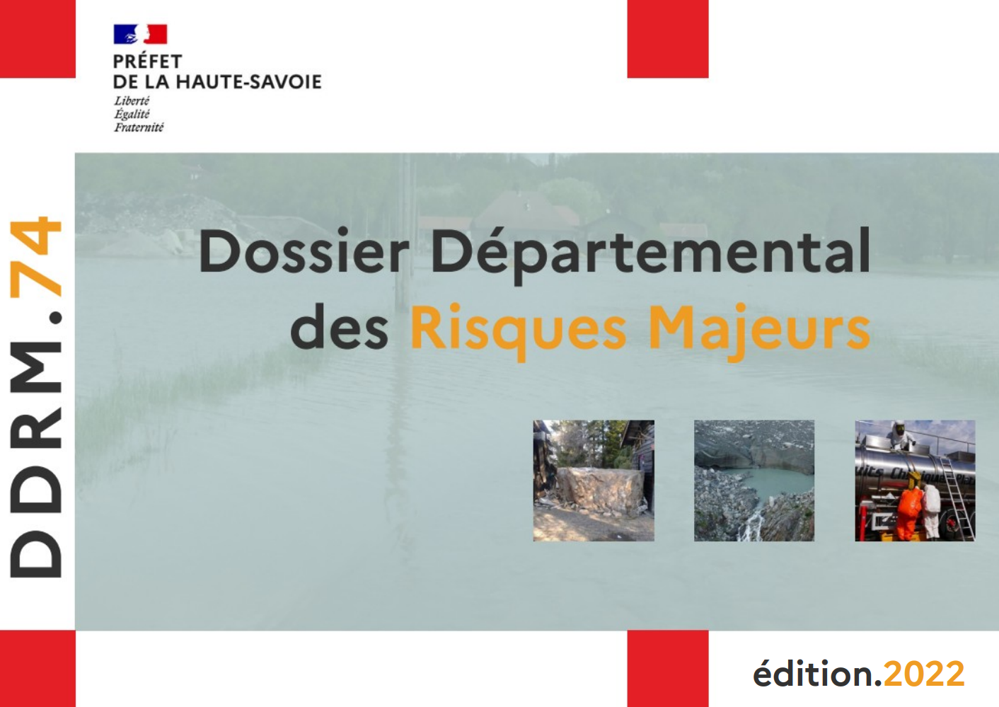 PRÉFET
DE LA HAUTE-SAVOIE
Liberté
Égalité
Fraternité
DDRM.74
Dossier Départemental
des Risques Majeurs
édition.2022